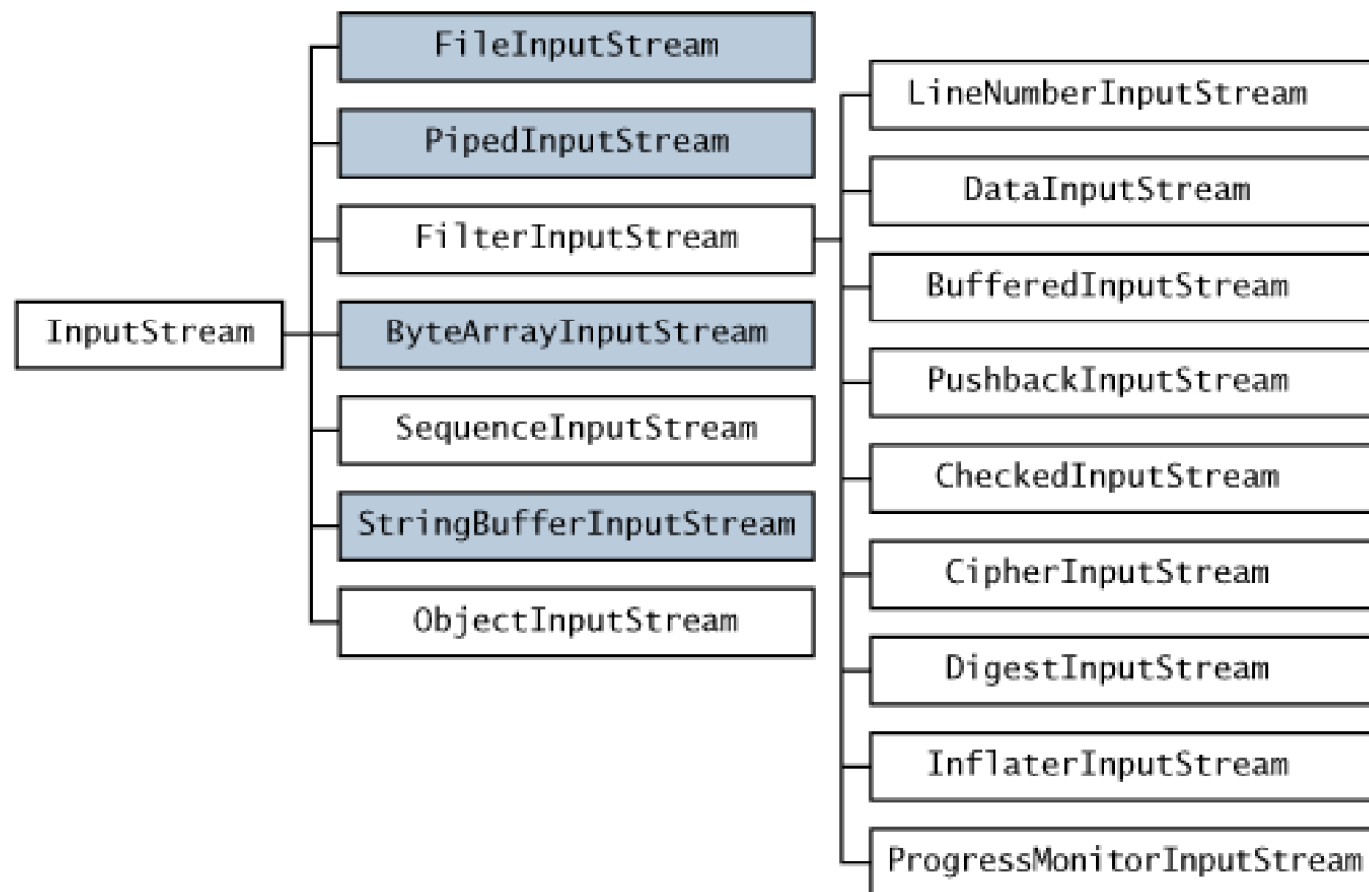 InputStream
FileInputStream
PipedInputStream
FilterInputStream
ByteArrayInputStream
SequenceInputStream
StringBufferInputStream
ObjectInputStream
LineNumberInputStream
DataInputStream
BufferedInputStream
PushbackInputStream
CheckedInputStream
CipherInputStream
DigestInputStream
InflaterInputStream
ProgressMonitorInputStream